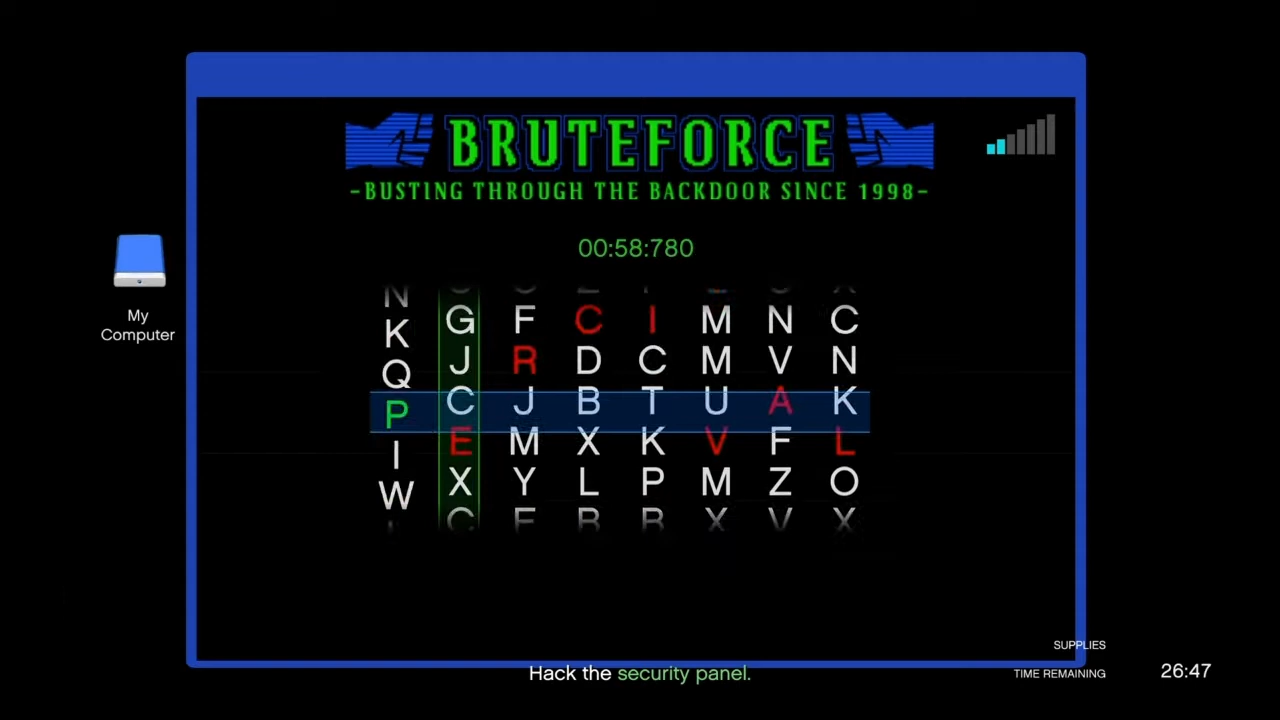 BRUTEFORCE
-BUSTING THROUGH THE BACKDOOR SINCE 1998-
00:58:780
My
Computer
K G F C I M N C
Q J R D C M V N
P C J B T U A K
I E M X K V F L
W X Y L P M Z O
SUPPLIES
Hack the security panel.
TIME REMAINING 26:47